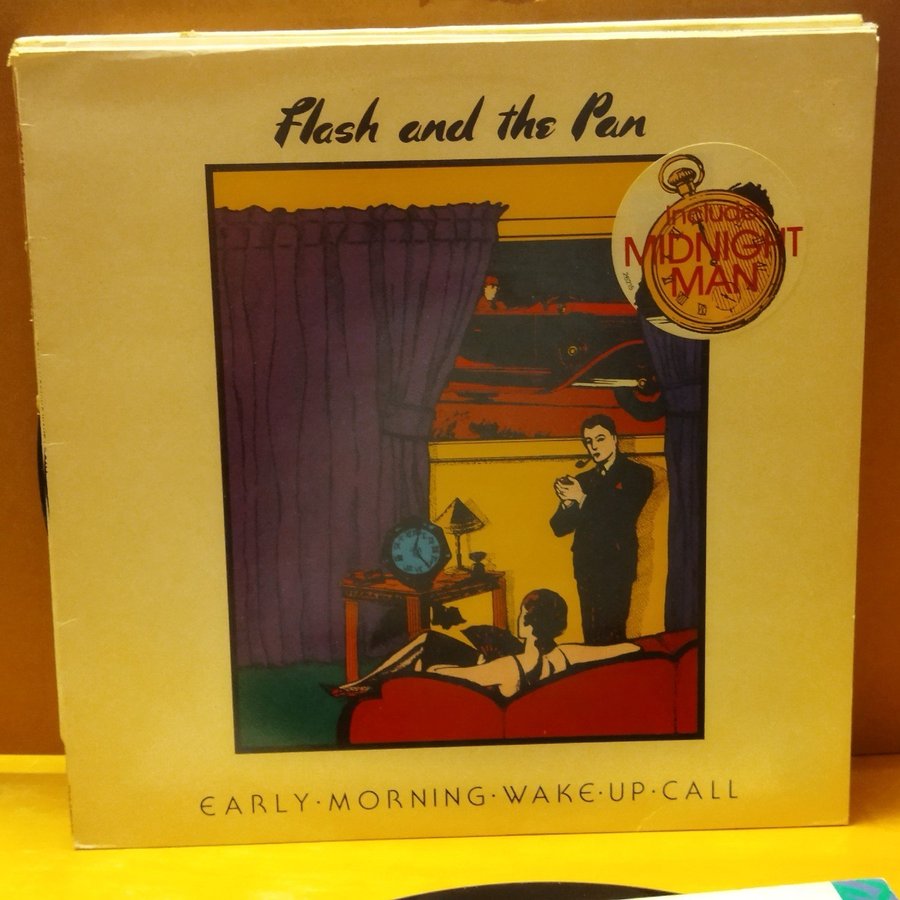 Flash and the Pan
Includes
MIDNIGHT
MAN
EARLY·MORNING·WAKE·UP·CALL